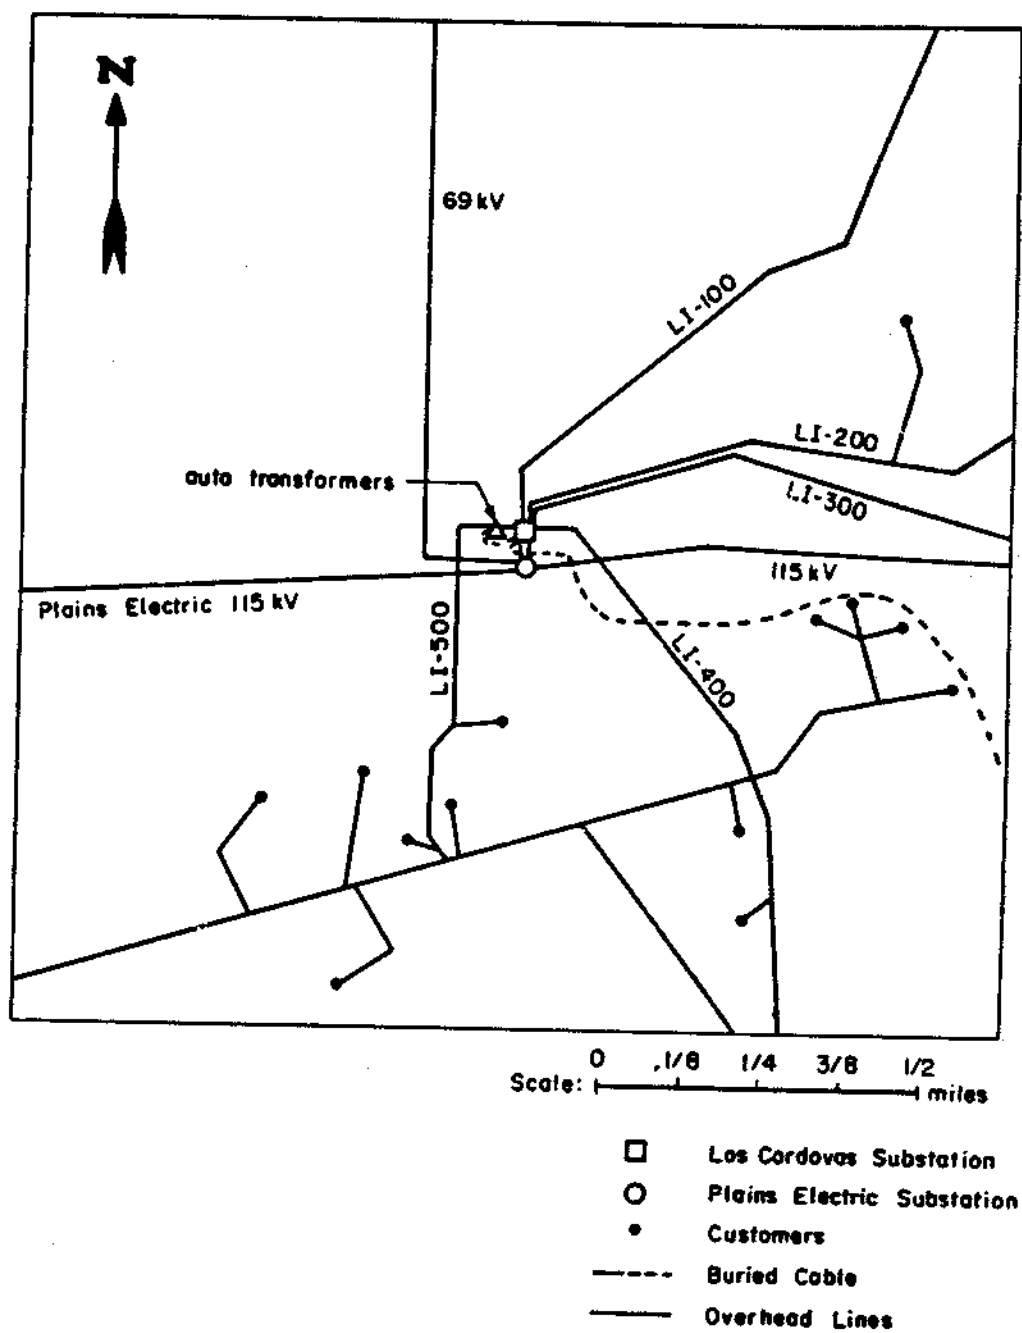 N
69 kV
LI-100
LI-200
auto transformers
LI-300
115 kV
Plains Electric 115 kV
LI-500
LI-400
0 1/8 1/4 3/8 1/2
Scale: miles
Los Cordovas Substation
Plains Electric Substation
Customers
Buried Cable
Overhead Lines